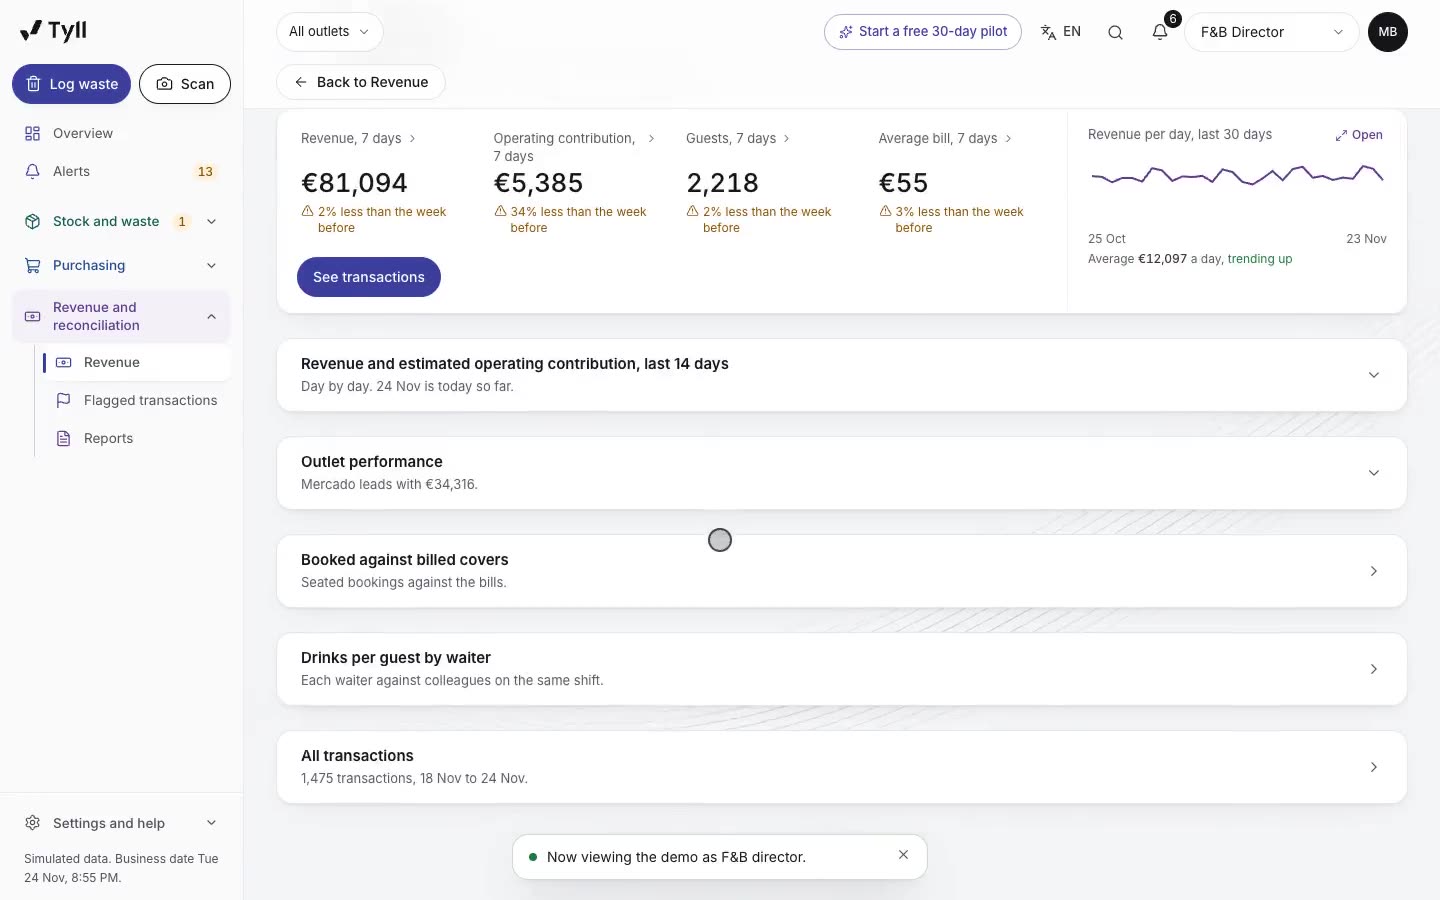 Tyll
All outlets
Start a free 30-day pilot
EN
6
F&B Director
MB
Log waste
Scan
Back to Revenue
Overview
Alerts
13
Stock and waste
1
Purchasing
Revenue and
reconciliation
Revenue
Flagged transactions
Reports
Settings and help
Simulated data. Business date Tue
24 Nov, 8:55 PM.
Revenue, 7 days
€81,094
2% less than the week
before
Operating contribution,
7 days
€5,385
34% less than the week
before
Guests, 7 days
2,218
2% less than the week
before
Average bill, 7 days
€55
3% less than the week
before
See transactions
Revenue per day, last 30 days
Open
25 Oct
23 Nov
Average €12,097 a day, trending up
Revenue and estimated operating contribution, last 14 days
Day by day. 24 Nov is today so far.
Outlet performance
Mercado leads with €34,316.
Booked against billed covers
Seated bookings against the bills.
Drinks per guest by waiter
Each waiter against colleagues on the same shift.
All transactions
1,475 transactions, 18 Nov to 24 Nov.
Now viewing the demo as F&B director.